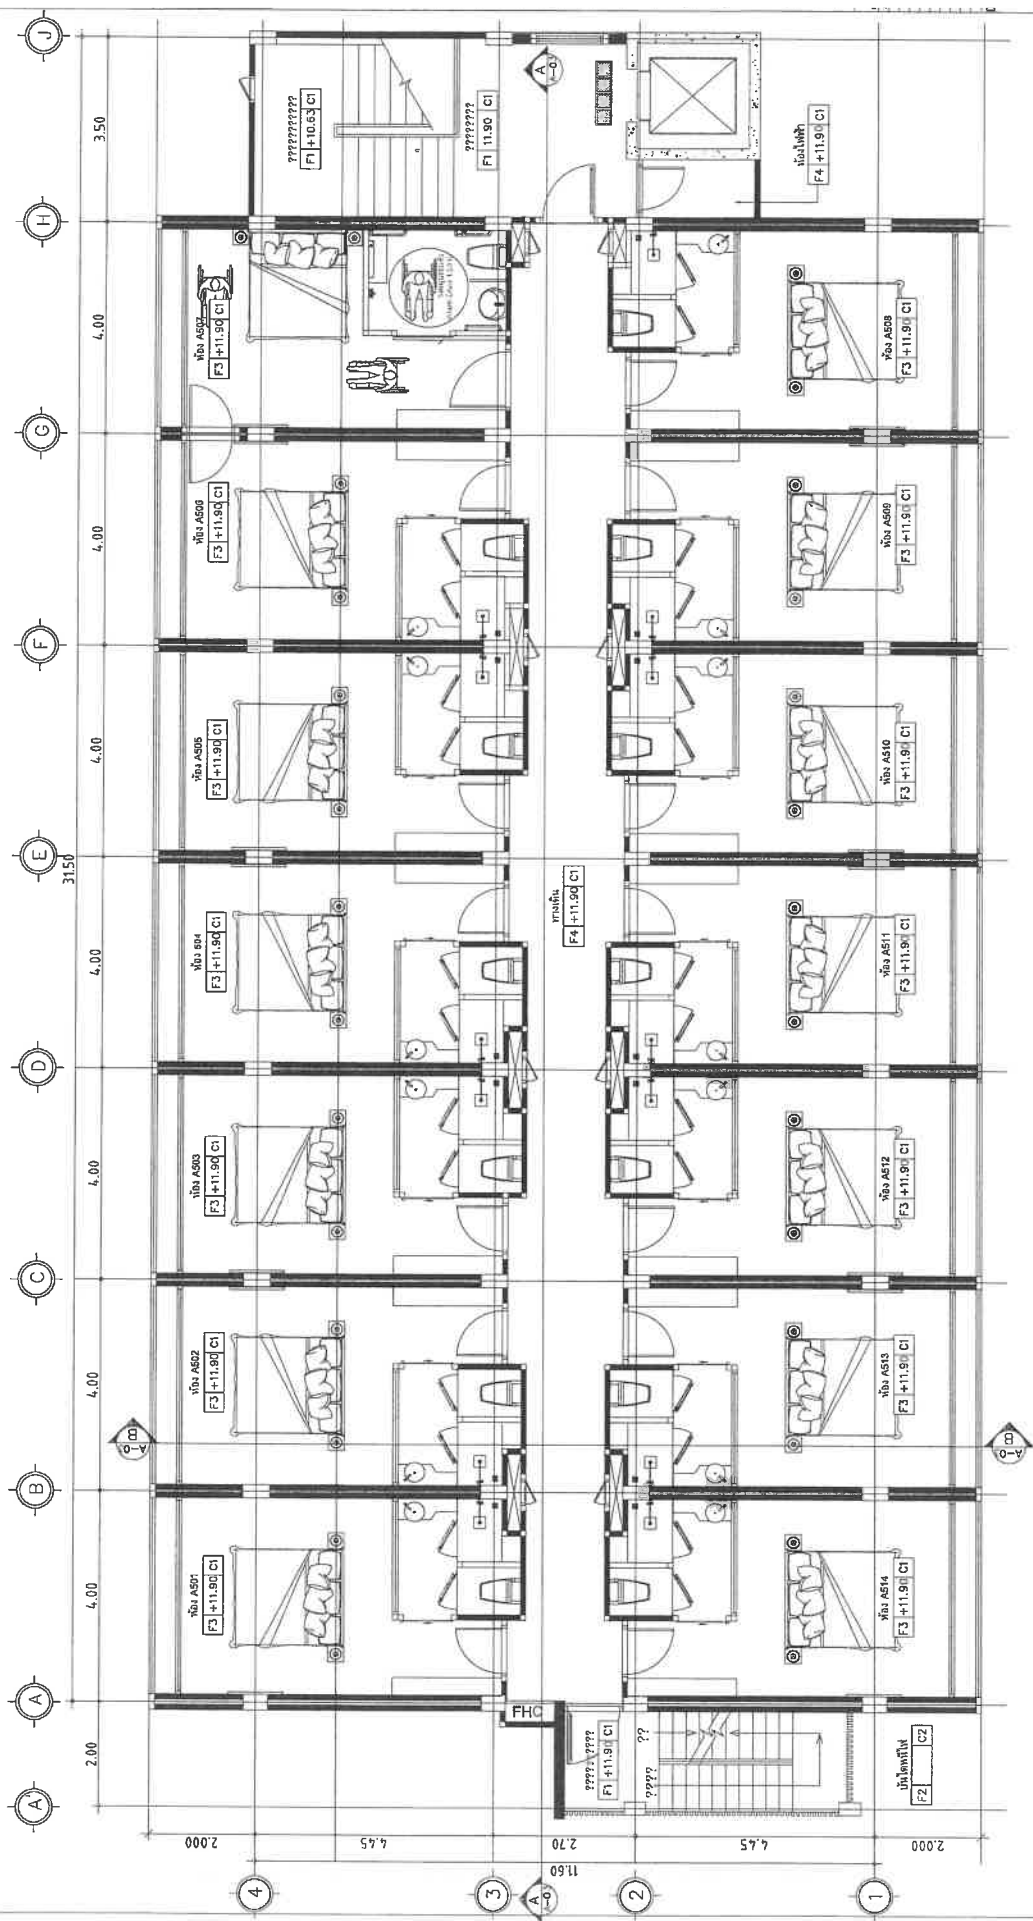 J
H
G
F
E
D
C
B
A
A'
3.50
4.00
4.00
4.00
4.00
4.00
4.00
4.00
2.00
31.50
???????????
F1 +10.63 C1
????????
F1 11.90 C1
A
A-03
ห้องไฟฟ้า
F4 +11.90 C1
ห้อง A507
F3 +11.90 C1
ห้อง A508
F3 +11.90 C1
ห้อง A506
F3 +11.90 C1
ห้อง A509
F3 +11.90 C1
ห้อง A505
F3 +11.90 C1
ห้อง A510
F3 +11.90 C1
ห้อง 504
F3 +11.90 C1
ทางเดิน
F4 +11.90 C1
ห้อง A511
F3 +11.90 C1
ห้อง A503
F3 +11.90 C1
ห้อง A512
F3 +11.90 C1
ห้อง A502
F3 +11.90 C1
ห้อง A513
F3 +11.90 C1
B
B
ห้อง A501
F3 +11.90 C1
ห้อง A514
F3 +11.90 C1
FHC
??????????
F1 +11.90 C1
??
????
บันไดหนีไฟ
F2 C2
2.000
4.45
2.70
4.45
2.000
11.60
4
3
A
2
1